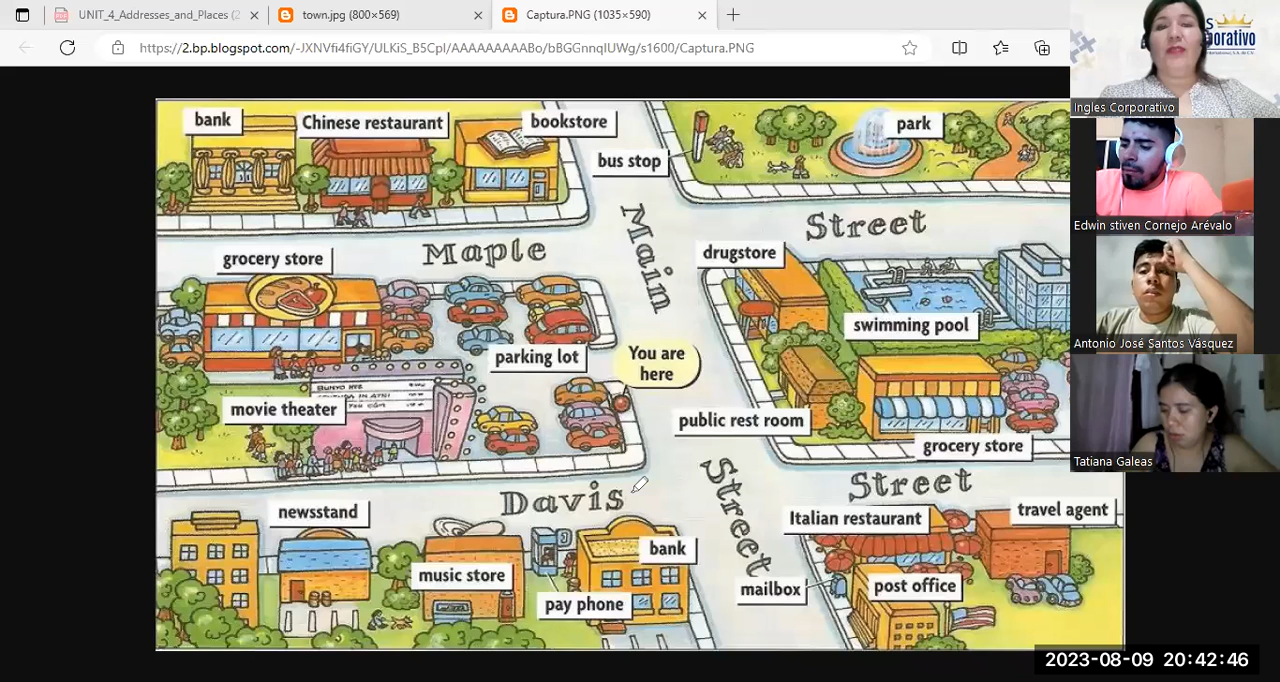 UNIT_4_Addresses_and_Places (2
town.jpg (800×569)
Captura.PNG (1035×590)
https://2.bp.blogspot.com/-JXNVfi4fiGY/ULKiS_B5CpI/AAAAAAAAABo/bBGGnnqIUWg/s1600/Captura.PNG
bank
Chinese restaurant
bookstore
bus stop
park
Maple
Main
Street
grocery store
drugstore
swimming pool
parking lot
You are
here
movie theater
public rest room
grocery store
Davis
Street
Street
newsstand
Italian restaurant
travel agent
bank
music store
pay phone
mailbox
post office
orativo
Ingles Corporativo
Edwin stiven Cornejo Arévalo
Antonio José Santos Vásquez
Tatiana Galeas
2023-08-09 20:42:46